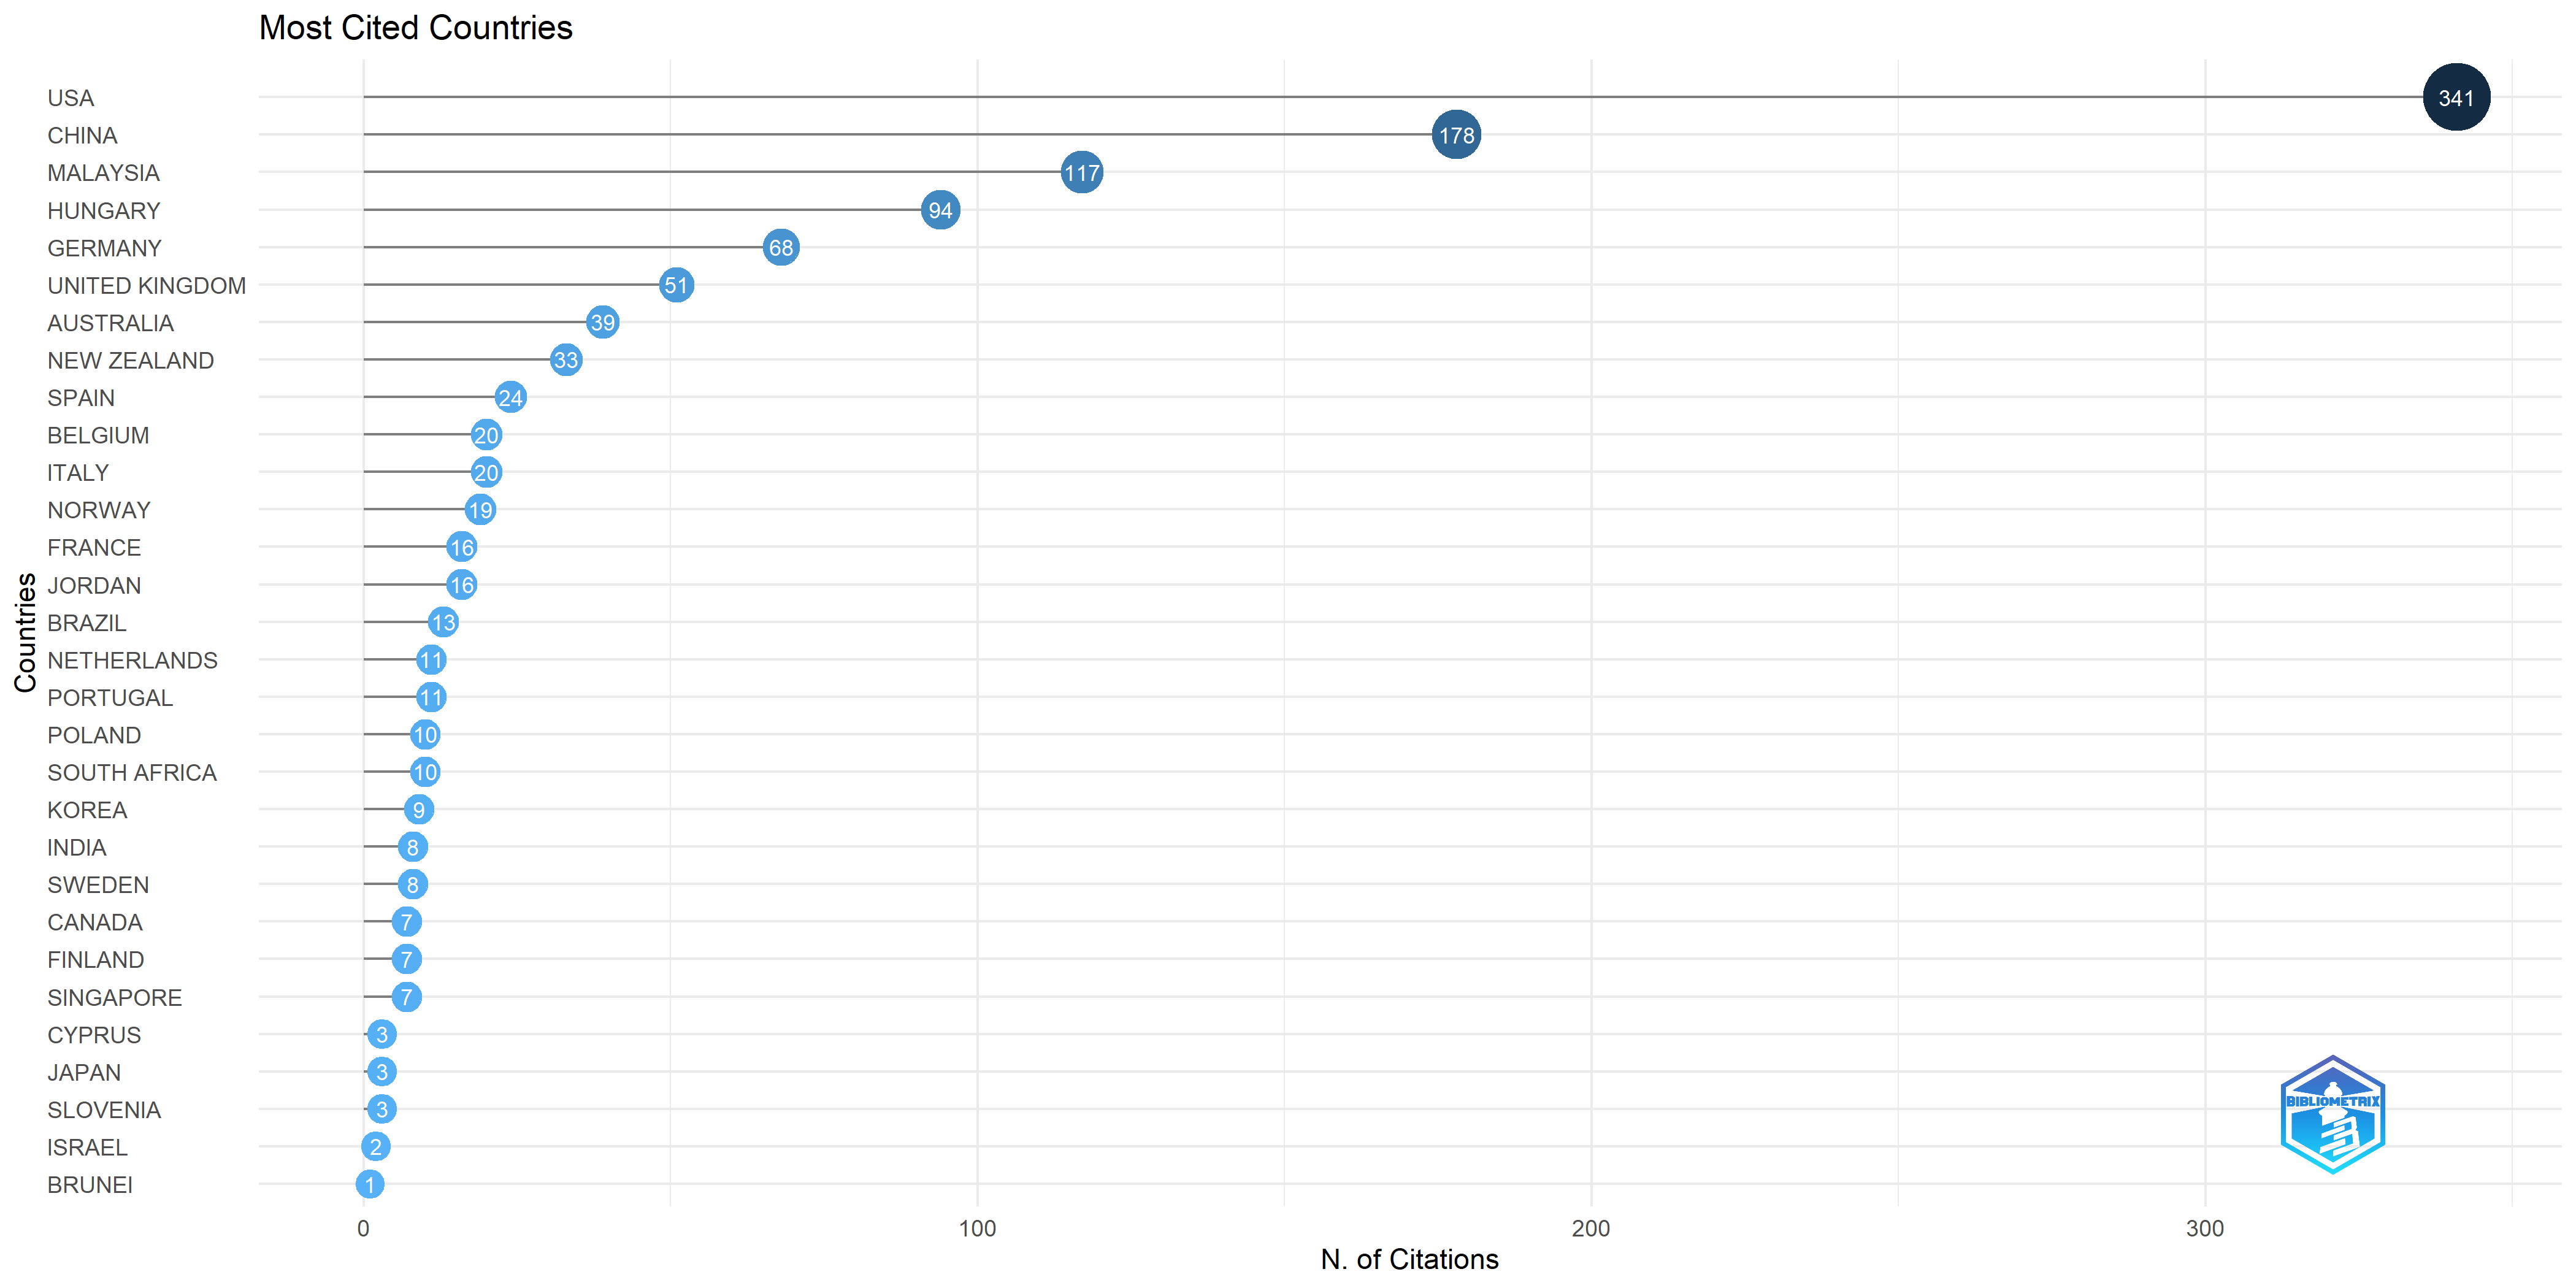 Most Cited Countries
USA 341
CHINA 178
MALAYSIA 117
HUNGARY 94
GERMANY 68
UNITED KINGDOM 51
AUSTRALIA 39
NEW ZEALAND 33
SPAIN 24
BELGIUM 20
ITALY 20
NORWAY 19
FRANCE 16
JORDAN 16
BRAZIL 13
NETHERLANDS 11
PORTUGAL 11
POLAND 10
SOUTH AFRICA 10
KOREA 9
INDIA 8
SWEDEN 8
CANADA 7
FINLAND 7
SINGAPORE 7
CYPRUS 3
JAPAN 3
SLOVENIA 3
ISRAEL 2
BRUNEI 1
Countries
BIBLIOMETRIX
0 100 200 300
N. of Citations